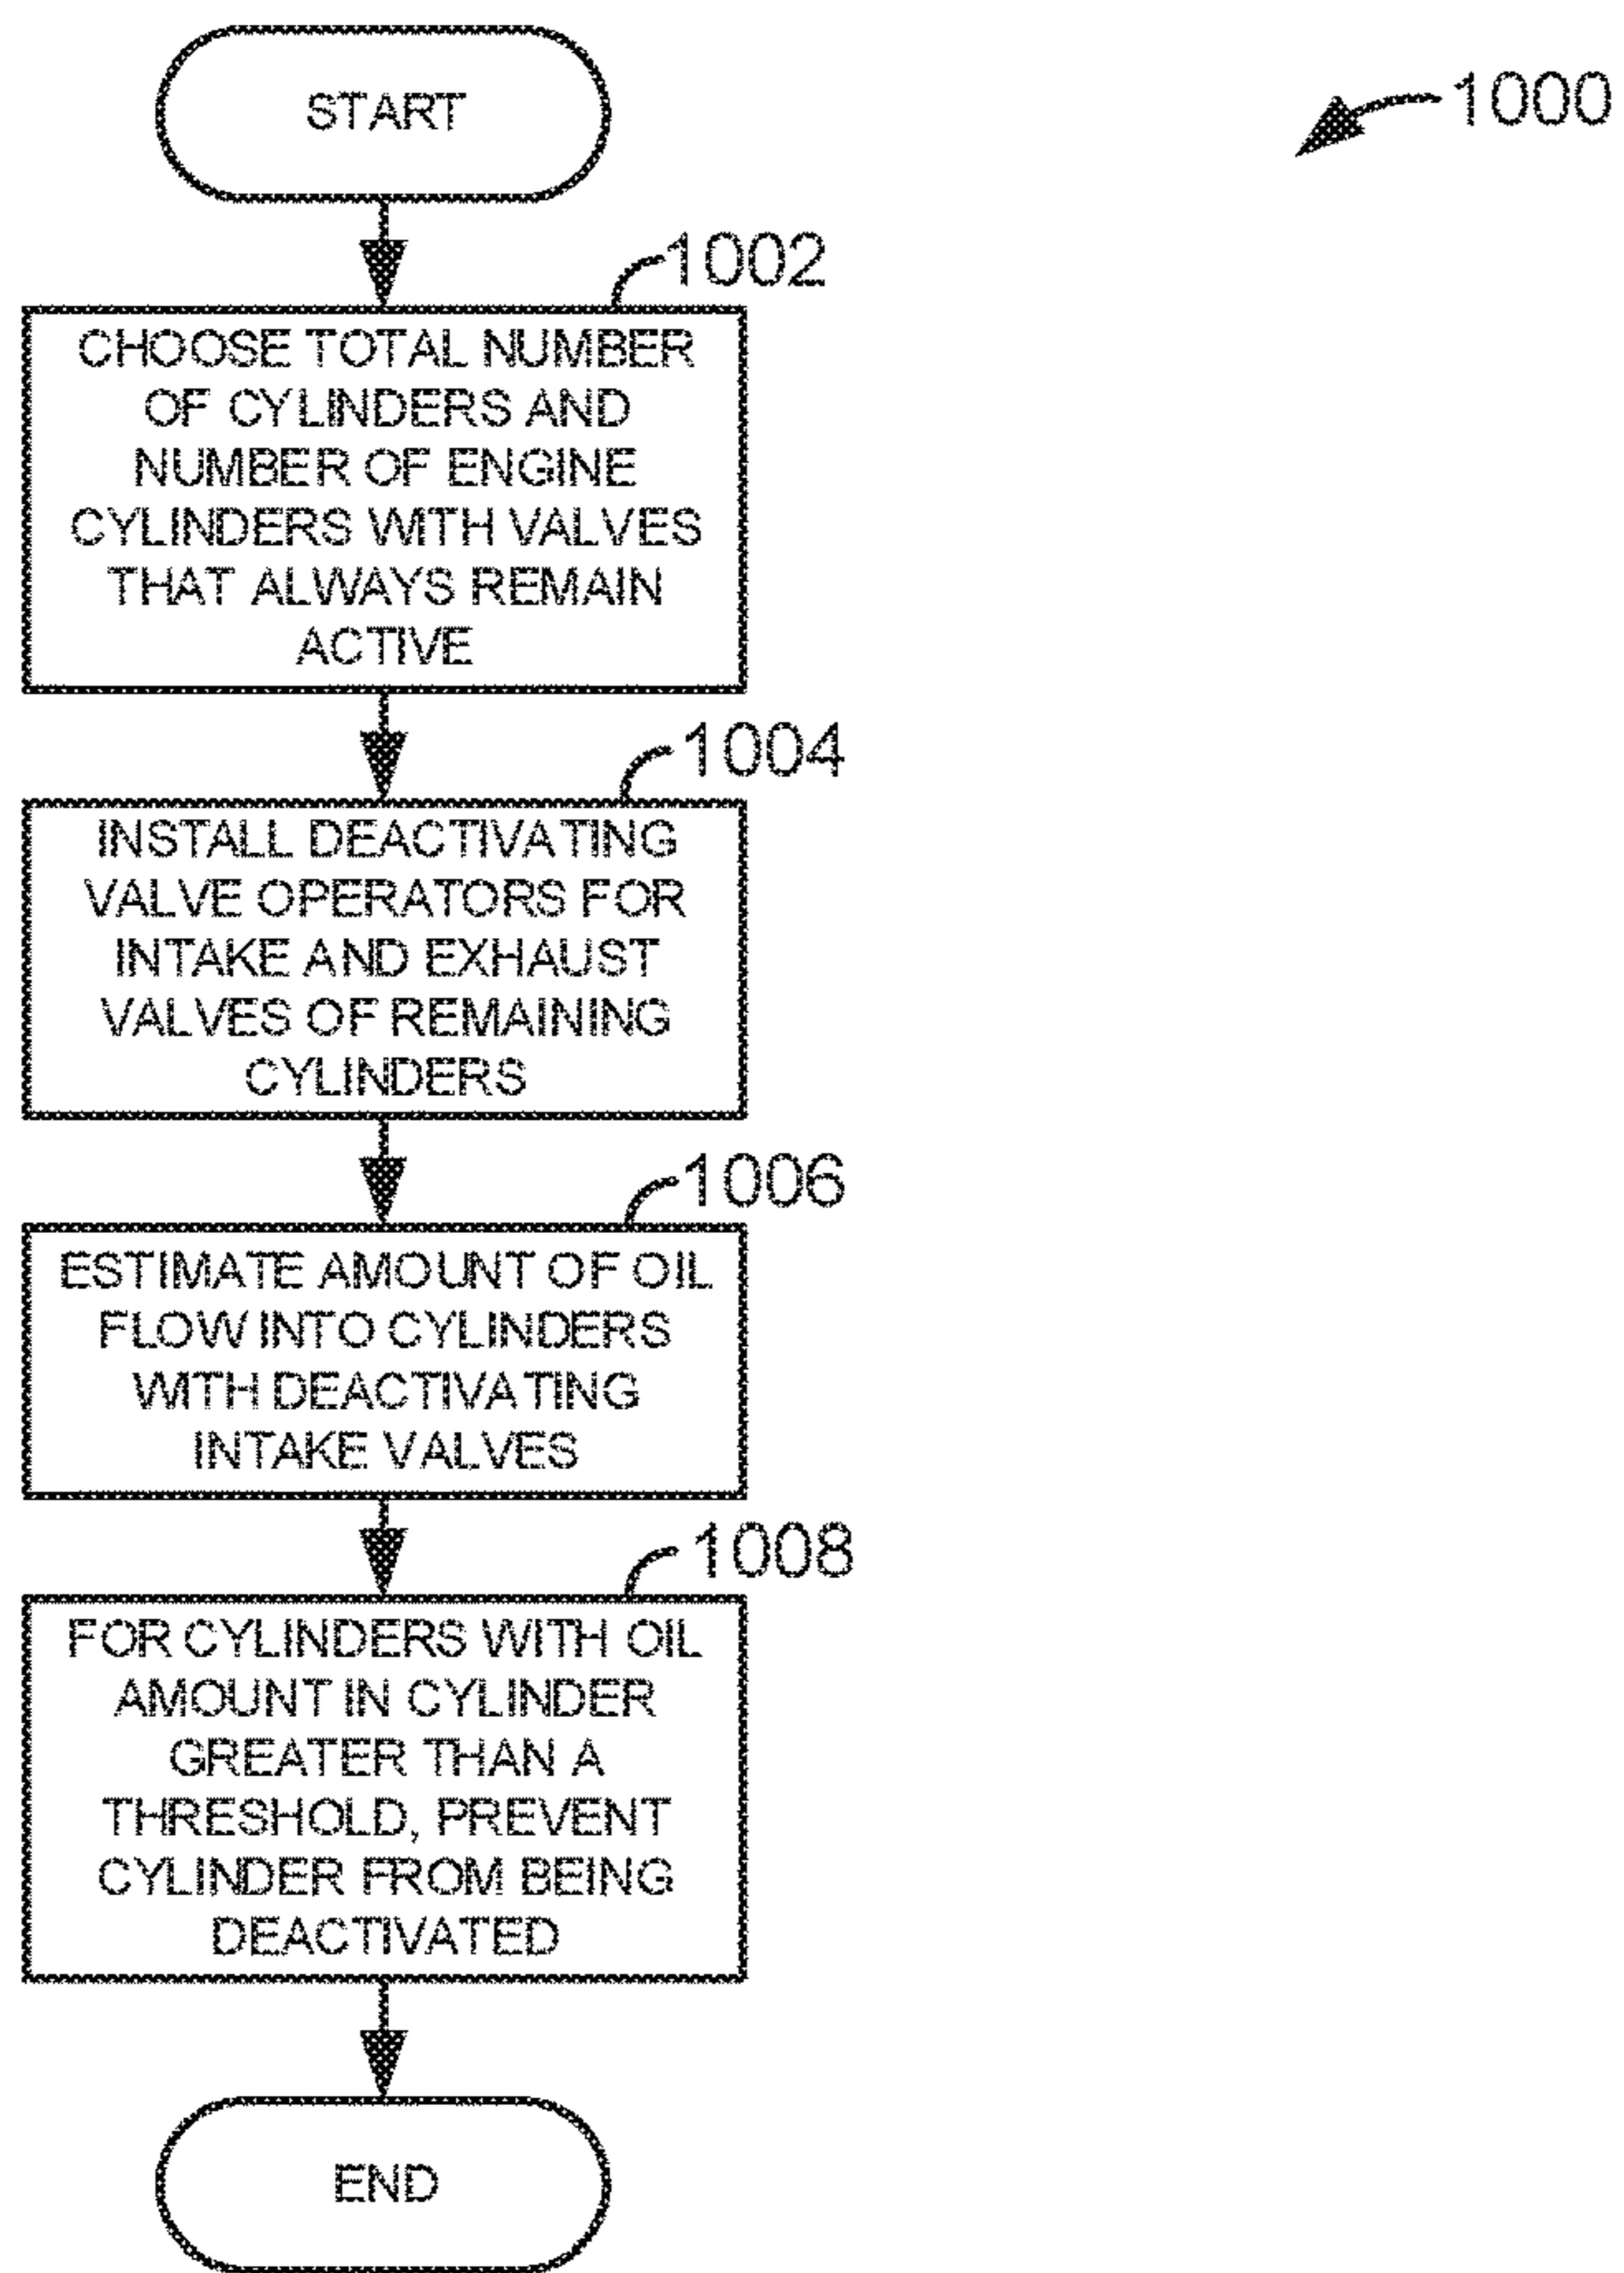 START
1000
1002
CHOOSE TOTAL NUMBER
OF CYLINDERS AND
NUMBER OF ENGINE
CYLINDERS WITH VALVES
THAT ALWAYS REMAIN
ACTIVE
1004
INSTALL DEACTIVATING
VALVE OPERATORS FOR
INTAKE AND EXHAUST
VALVES OF REMAINING
CYLINDERS
1006
ESTIMATE AMOUNT OF OIL
FLOW INTO CYLINDERS
WITH DEACTIVATING
INTAKE VALVES
1008
FOR CYLINDERS WITH OIL
AMOUNT IN CYLINDER
GREATER THAN A
THRESHOLD, PREVENT
CYLINDER FROM BEING
DEACTIVATED
END